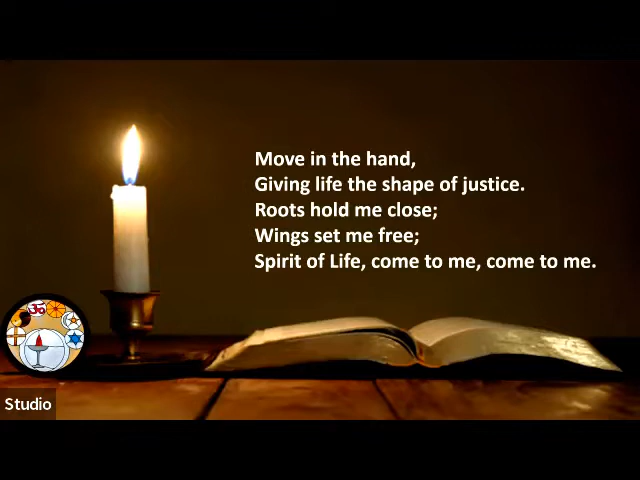 Move in the hand,
Giving life the shape of justice.
Roots hold me close;
Wings set me free;
Spirit of Life, come to me, come to me.
Studio